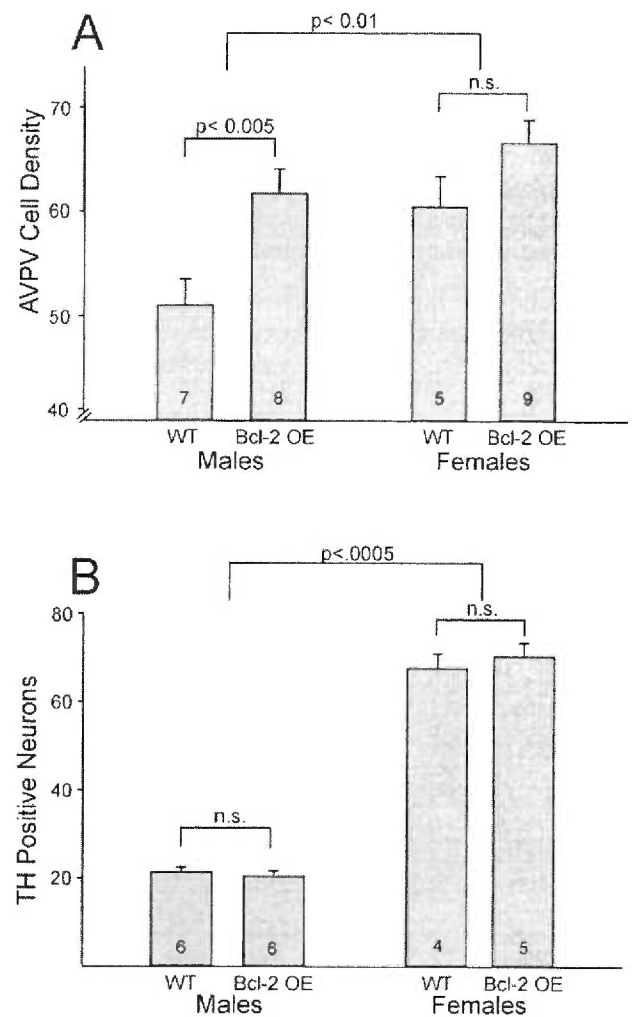 A
p< 0.01
n.s.
p< 0.005
AVPV Cell Density
70
60
50
40
7
8
5
9
WT
Bcl-2 OE
WT
Bcl-2 OE
Males
Females
B
p<.0005
n.s.
n.s.
TH Positive Neurons
80
60
40
20
6
6
4
5
WT
Bcl-2 OE
WT
Bcl-2 OE
Males
Females